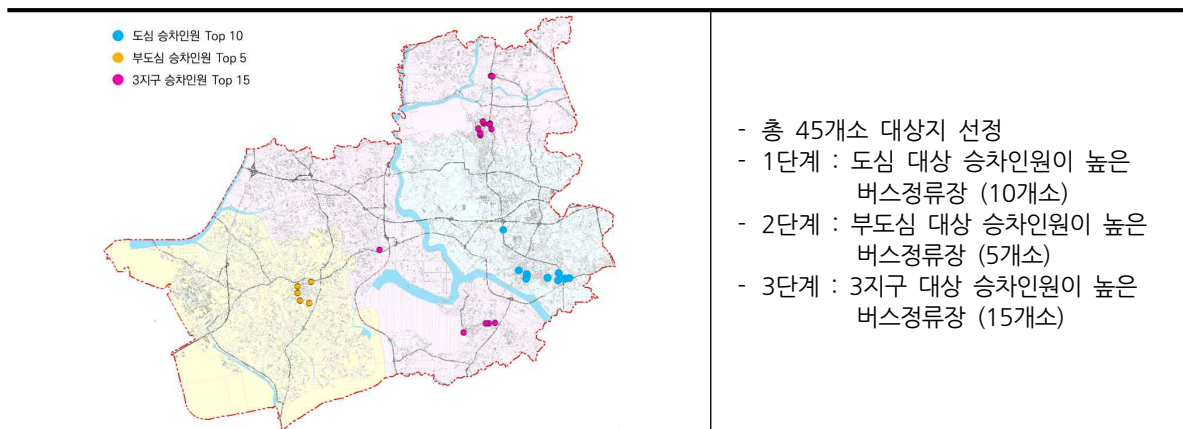 도심 승차인원 Top 10
부도심 승차인원 Top 5
3지구 승차인원 Top 15
- 총 45개소 대상지 선정
- 1단계 : 도심 대상 승차인원이 높은
버스정류장 (10개소)
- 2단계 : 부도심 대상 승차인원이 높은
버스정류장 (5개소)
- 3단계 : 3지구 대상 승차인원이 높은
버스정류장 (15개소)